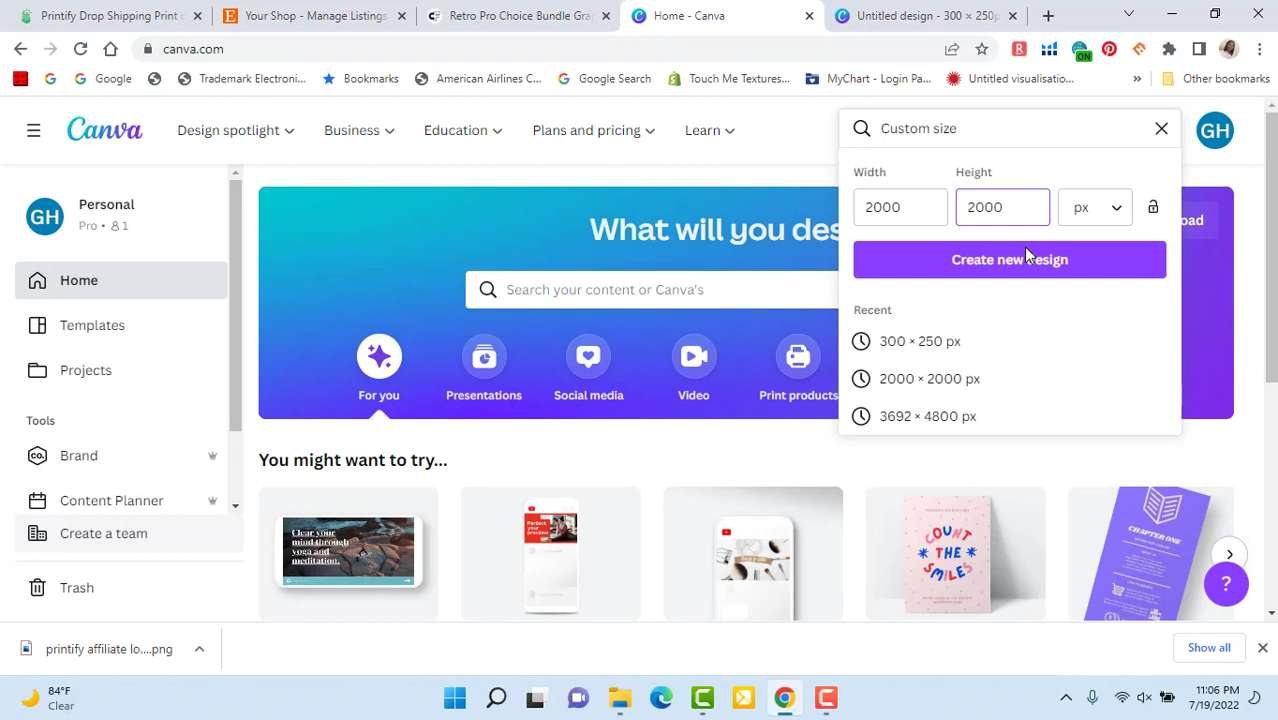 Printify Drop Shipping Print c
Your Shop - Manage Listings
Retro Pro Choice Bundle Gra
Home - Canva
Untitled design - 300 × 250p
canva.com
ON
Google
Trademark Electroni...
Bookmarks
American Airlines C...
Google Search
Touch Me Textures...
MyChart - Login Pa...
Untitled visualisatio...
Other bookmarks
Canva
Design spotlight
Business
Education
Plans and pricing
Learn
GH
Custom size
Width
Height
2000
2000
px
Create new design
Recent
300 × 250 px
2000 × 2000 px
3692 × 4800 px
GH
Personal
Pro • 1
Home
Templates
Projects
Tools
CO.
Brand
Content Planner
Create a team
Trash
What will you des
oad
Search your content or Canva's
For you
Presentations
Social media
Video
Print products
You might want to try...
Clear your
mind through
yoga and
meditation.
Perfect
your
COUNT
THE
SMILES
CHAPTER ONE
?
printify affiliate lo....png
Show all
84°F
Clear
11:06 PM
7/19/2022